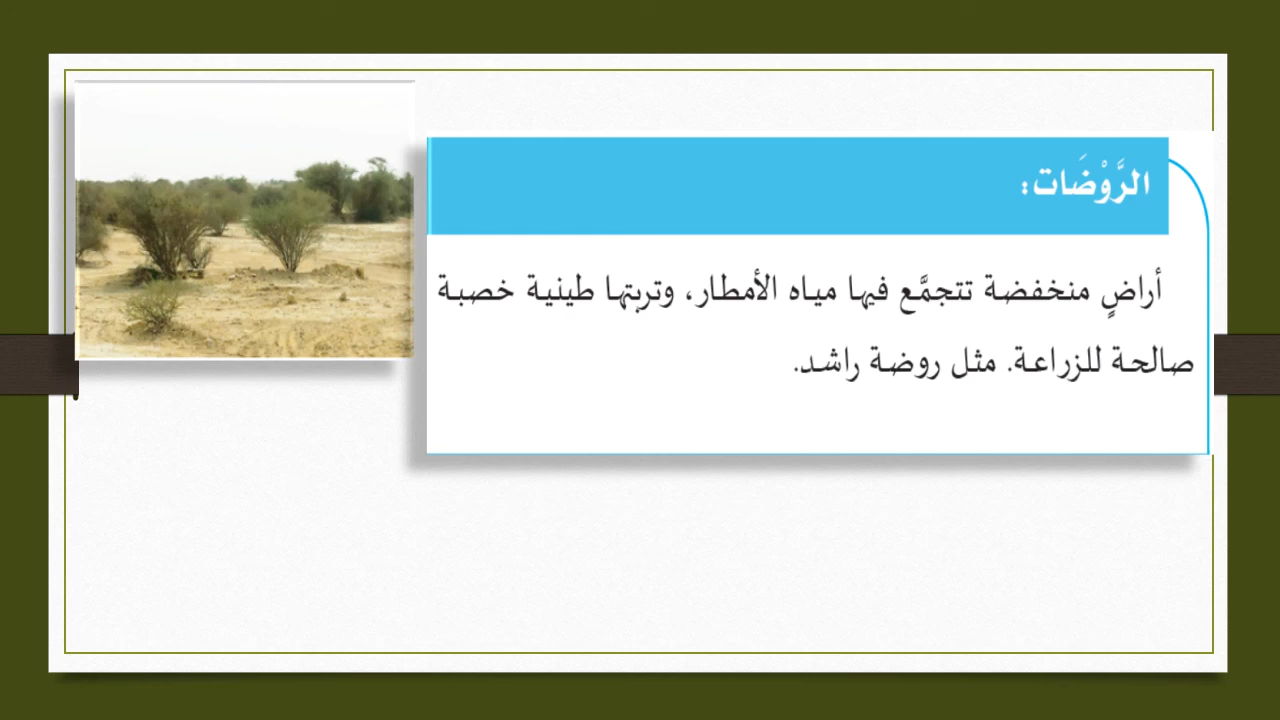 الرَّوْضَات:
أراضٍ منخفضة تتجمَّع فيها مياه الأمطار، وتربتها طينية خصبة
صالحة للزراعة. مثل روضة راشد.